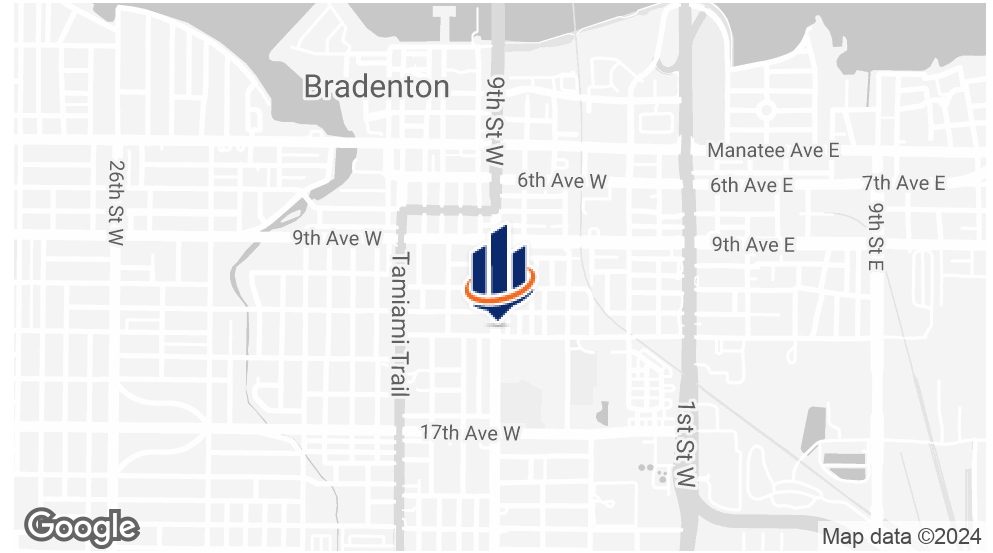 Bradenton
9th St W
Manatee Ave E
6th Ave W
6th Ave E
7th Ave E
26th St W
9th St E
9th Ave W
9th Ave E
Tamiami Trail
1st St W
17th Ave W
Google
Map data ©2024